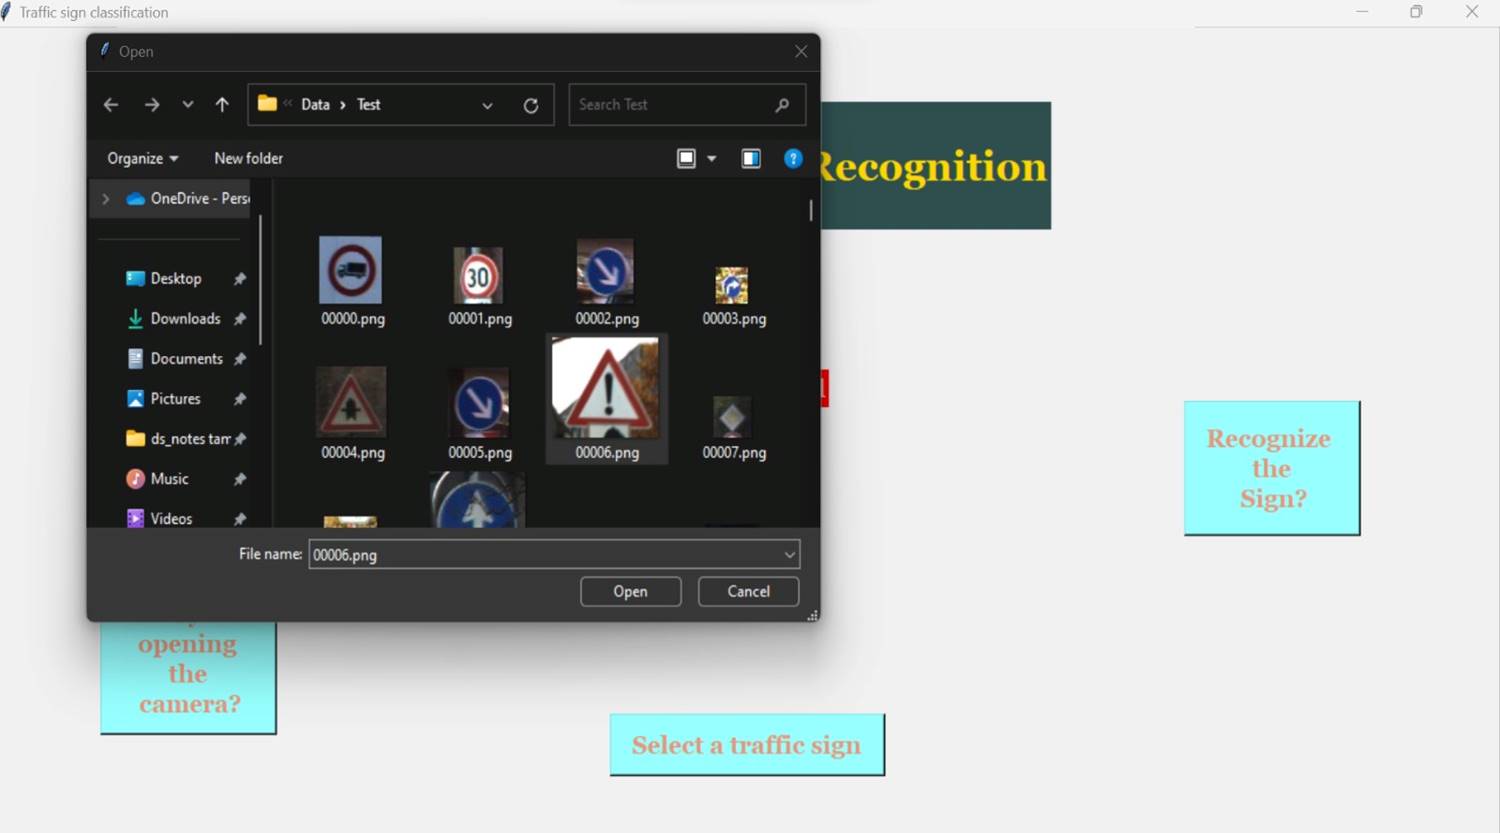 Traffic sign classification
Open
Data > Test
Search Test
Organize
New folder
?
OneDrive - Pers
Desktop
Downloads
Documents
Pictures
ds_notes tam
Music
Videos
30
00000.png
00001.png
00002.png
00003.png
00004.png
00005.png
00006.png
00007.png
File name:
00006.png
Open
Cancel
Recognition
Recognize
the
Sign?
opening
the
camera?
Select a traffic sign